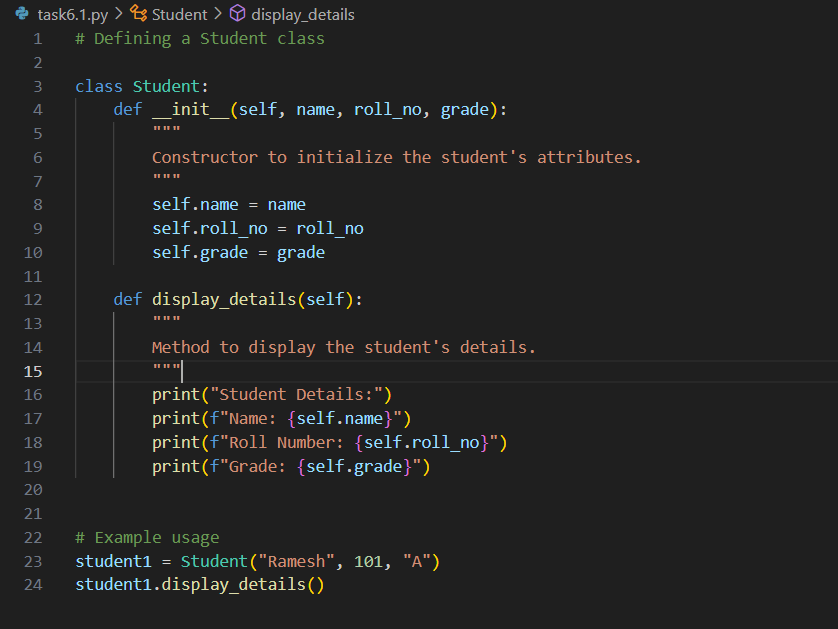 task6.1.py > Student > display_details
1 # Defining a Student class
2
3 class Student:
4     def __init__(self, name, roll_no, grade):
5         """
6         Constructor to initialize the student's attributes.
7         """
8         self.name = name
9         self.roll_no = roll_no
10         self.grade = grade
11
12     def display_details(self):
13         """
14         Method to display the student's details.
15         """
16         print("Student Details:")
17         print(f"Name: {self.name}")
18         print(f"Roll Number: {self.roll_no}")
19         print(f"Grade: {self.grade}")
20
21
22 # Example usage
23 student1 = Student("Ramesh", 101, "A")
24 student1.display_details()